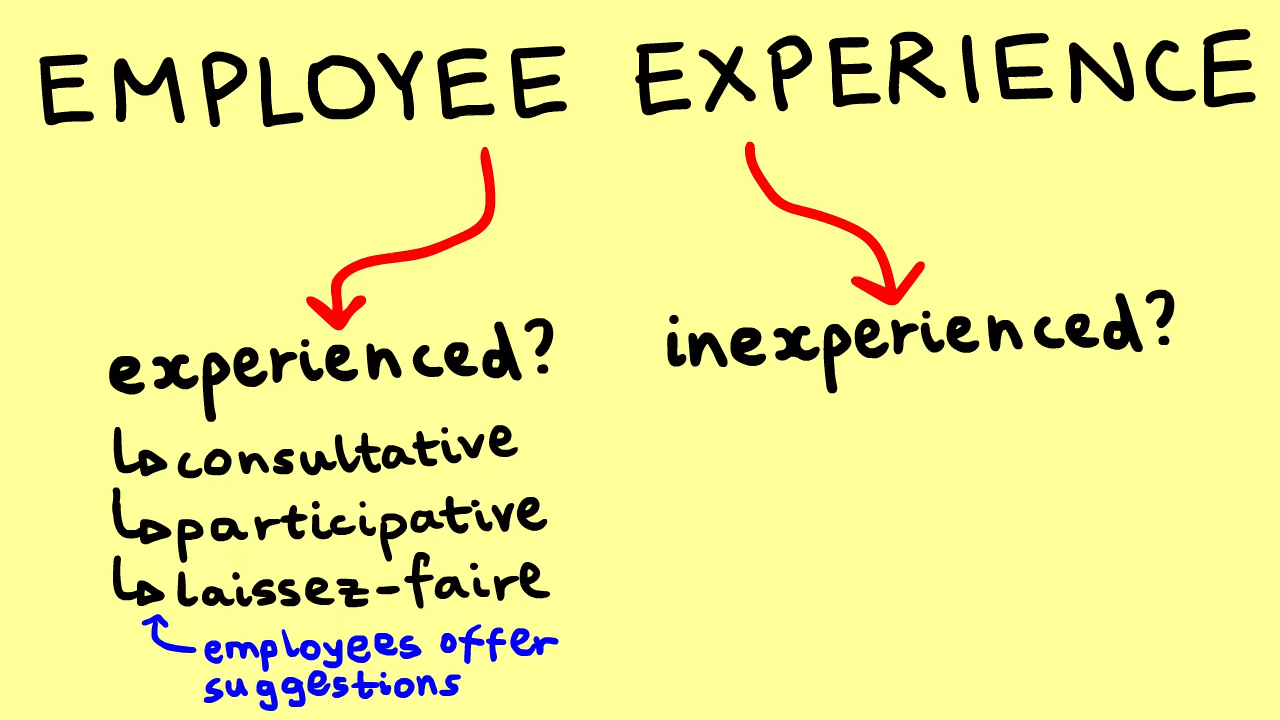 EMPLOYEE EXPERIENCE
experienced?
inexperienced?
consultative
participative
laissez-faire
employees offer
suggestions